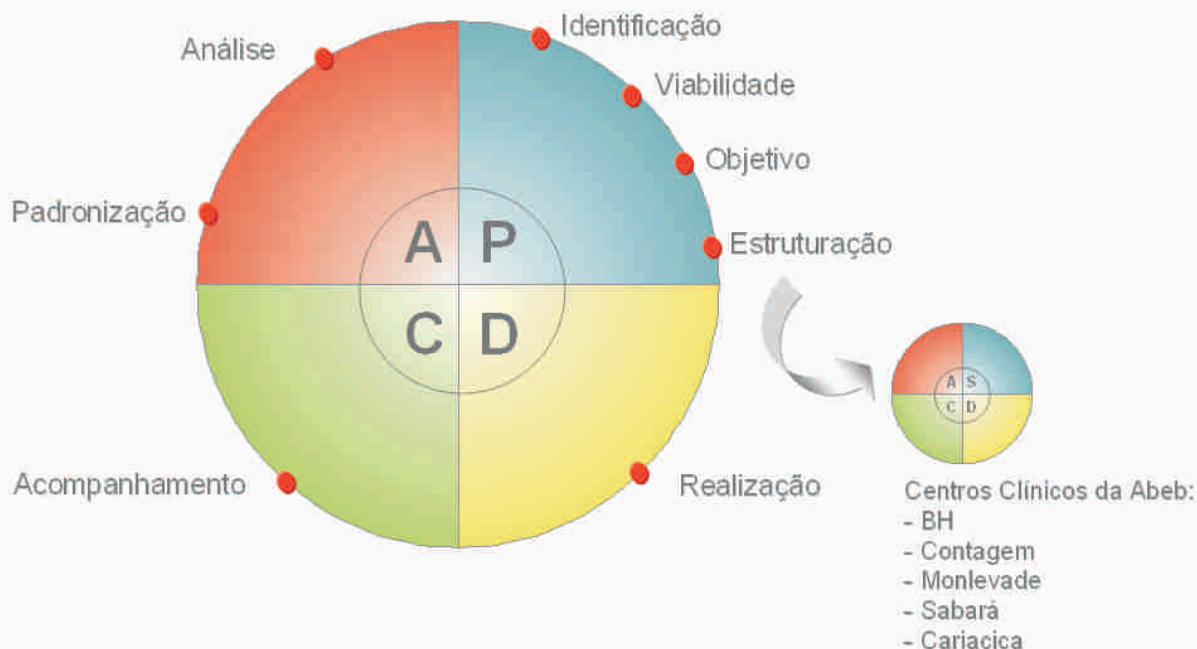 Identificação
Análise
Viabilidade
Objetivo
Padronização
A P
Estruturação
C D
A S
C D
Acompanhamento
Realização
Centros Clínicos da Abeb:
- BH
- Contagem
- Monlevade
- Sabará
- Cariacica